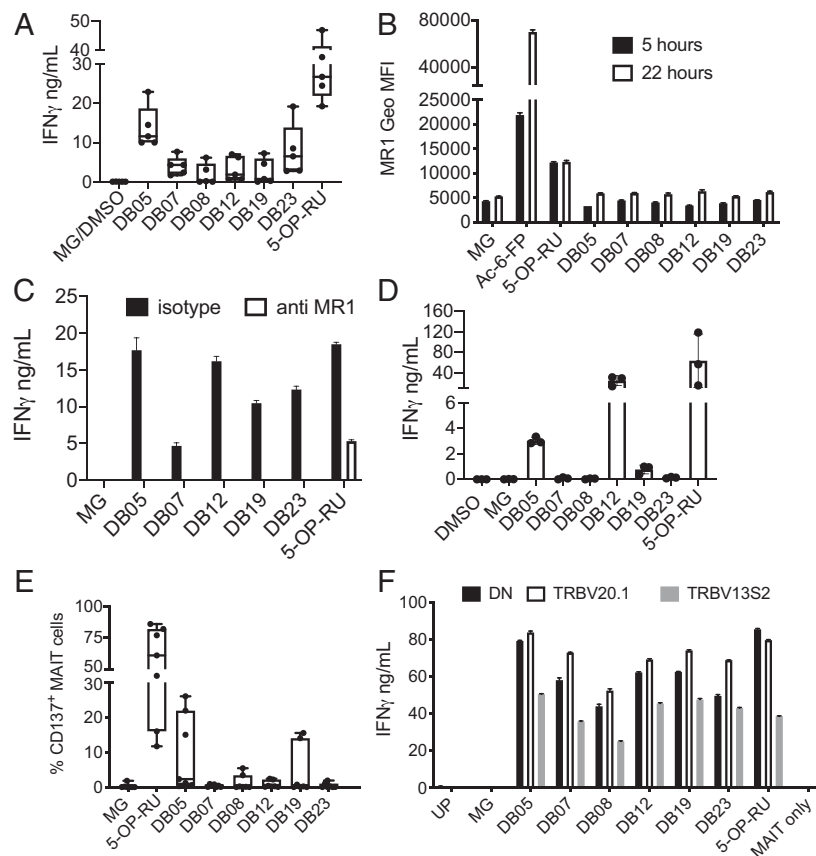 A
IFNγ ng/mL
50
40
30
20
10
0
MG/DMSO
DB05
DB07
DB08
DB12
DB19
DB23
5-OP-RU
B
MR1 Geo MFI
80000
40000
25000
20000
15000
10000
5000
0
5 hours
22 hours
MG
Ac-6-FP
5-OP-RU
DB05
DB07
DB08
DB12
DB19
DB23
C
IFNγ ng/mL
25
20
15
10
5
0
isotype
anti MR1
MG
DB05
DB07
DB12
DB19
DB23
5-OP-RU
D
IFNγ ng/mL
160
120
80
40
6
4
2
0
DMSO
MG
DB05
DB07
DB08
DB12
DB19
DB23
5-OP-RU
E
% CD137+ MAIT cells
100
75
50
30
20
10
0
MG
5-OP-RU
DB05
DB07
DB08
DB12
DB19
DB23
F
IFNγ ng/mL
DN
TRBV20.1
TRBV13S2
100
80
60
40
20
0
UP
MG
DB05
DB07
DB08
DB12
DB19
DB23
5-OP-RU
MAIT only